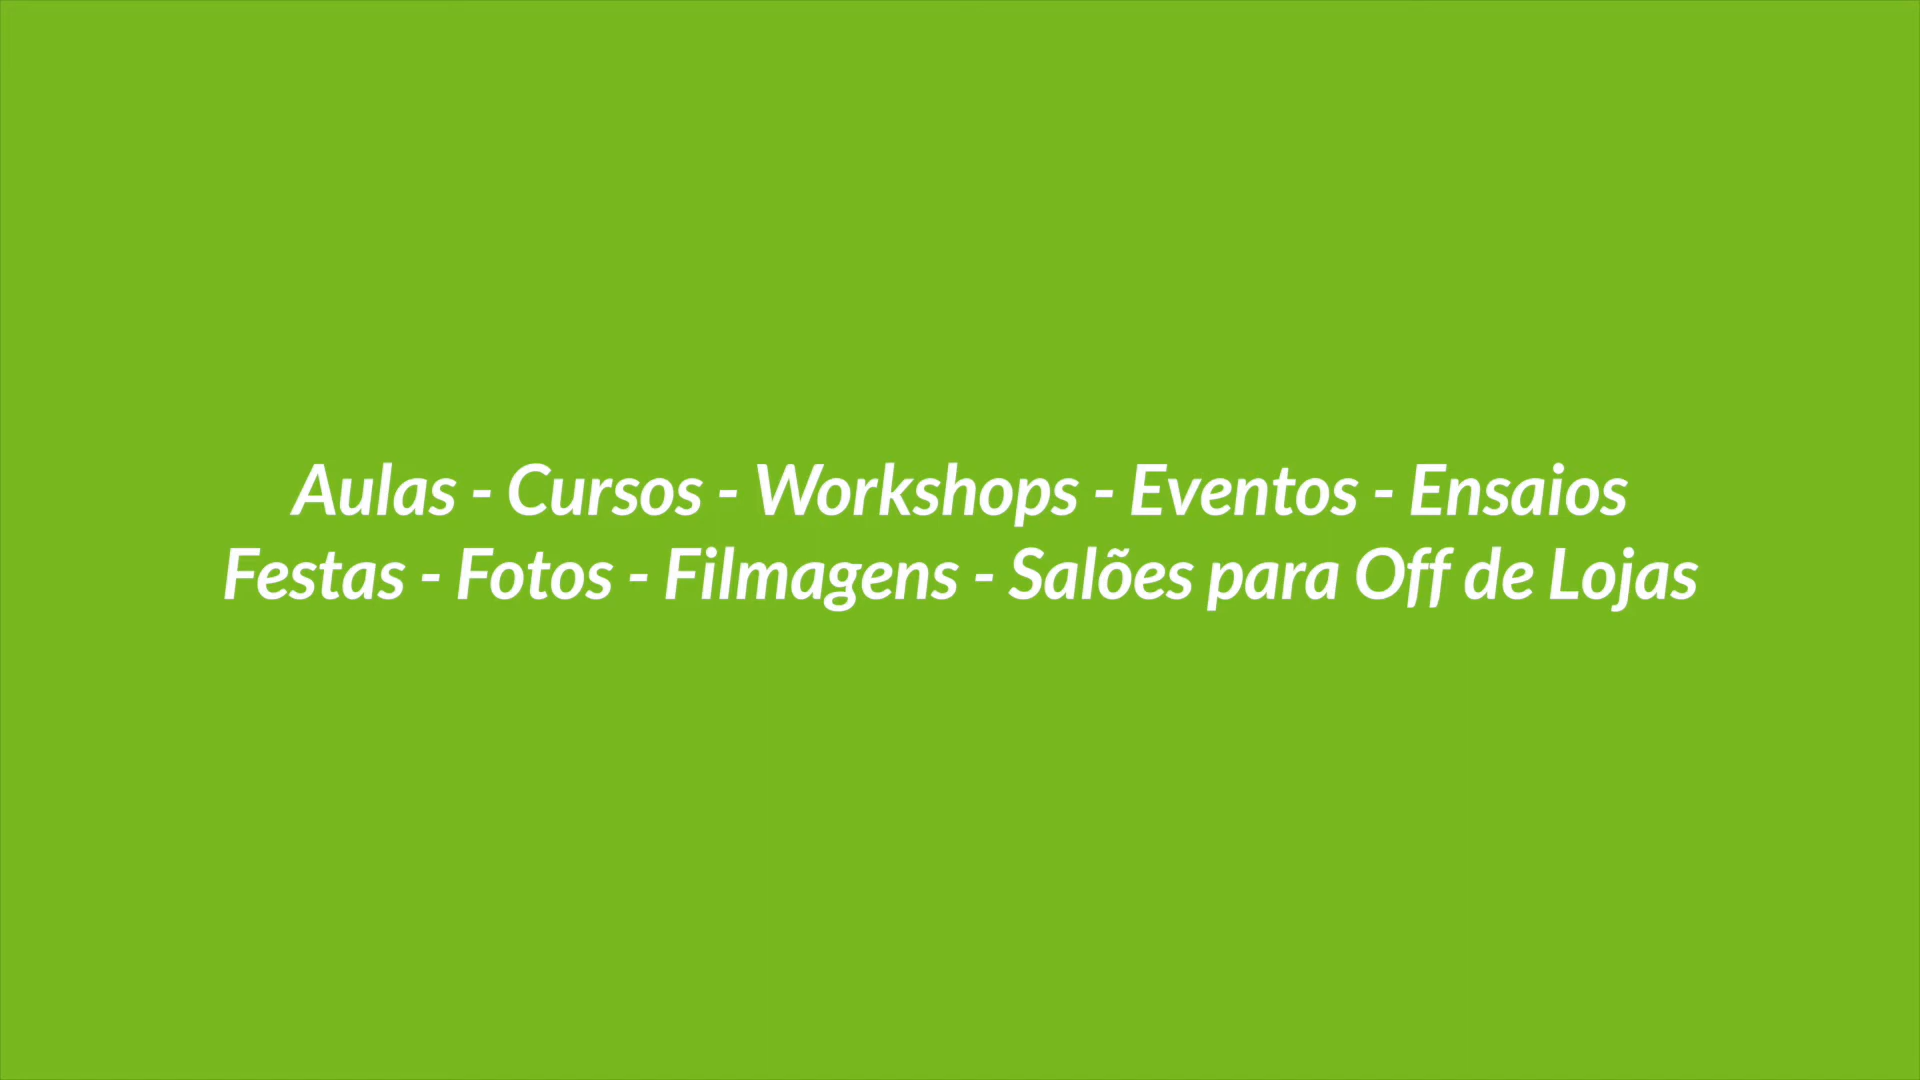 Aulas - Cursos - Workshops - Eventos - Ensaios
Festas - Fotos - Filmagens - Salões para Off de Lojas